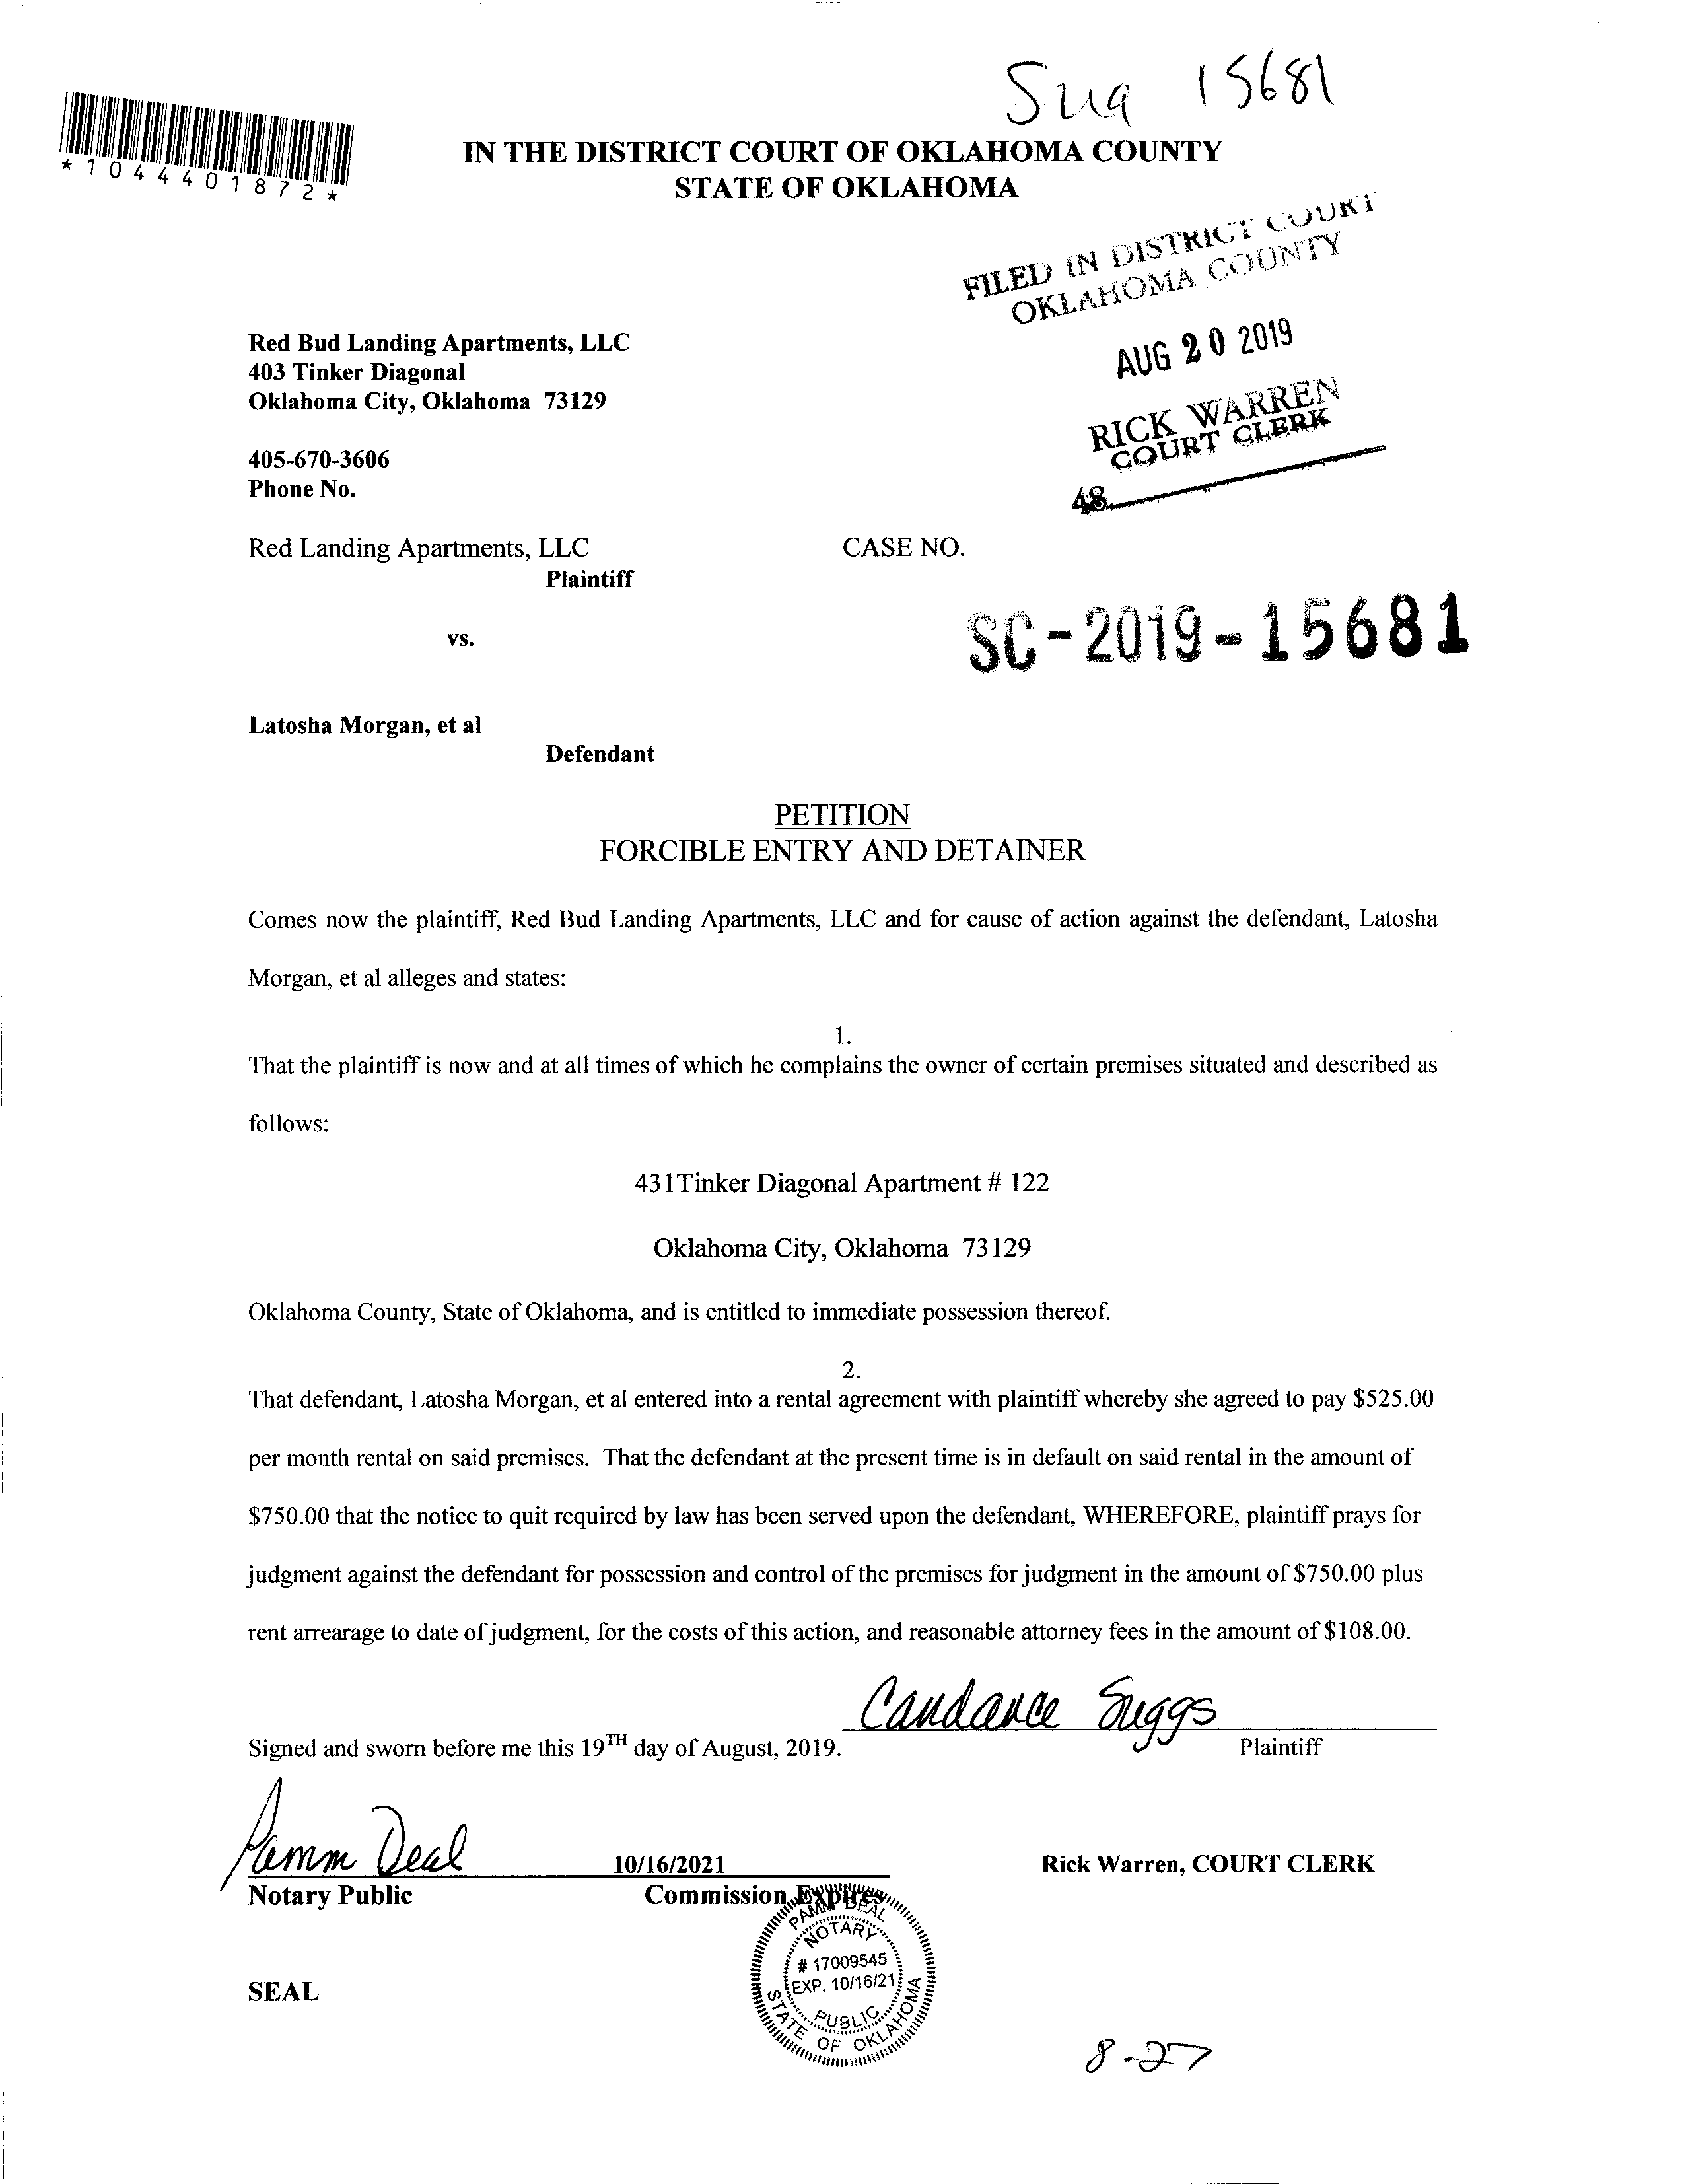 Sug 15681
*1044401872*
IN THE DISTRICT COURT OF OKLAHOMA COUNTY
STATE OF OKLAHOMA
FILED IN DISTRICT COURT
OKLAHOMA COUNTY
AUG 20 2019
RICK WARREN
COURT CLERK
48
Red Bud Landing Apartments, LLC
403 Tinker Diagonal
Oklahoma City, Oklahoma 73129
405-670-3606
Phone No.
Red Landing Apartments, LLC
CASE NO.
Plaintiff
SC-2019-15681
vs.
Latosha Morgan, et al
Defendant
PETITION
FORCIBLE ENTRY AND DETAINER
Comes now the plaintiff, Red Bud Landing Apartments, LLC and for cause of action against the defendant, Latosha
Morgan, et al alleges and states:
1.
That the plaintiff is now and at all times of which he complains the owner of certain premises situated and described as
follows:
431Tinker Diagonal Apartment # 122
Oklahoma City, Oklahoma 73129
Oklahoma County, State of Oklahoma, and is entitled to immediate possession thereof.
2.
That defendant, Latosha Morgan, et al entered into a rental agreement with plaintiff whereby she agreed to pay $525.00
per month rental on said premises. That the defendant at the present time is in default on said rental in the amount of
$750.00 that the notice to quit required by law has been served upon the defendant, WHEREFORE, plaintiff prays for
judgment against the defendant for possession and control of the premises for judgment in the amount of $750.00 plus
rent arrearage to date of judgment, for the costs of this action, and reasonable attorney fees in the amount of $108.00.
Candance Suggs
Signed and sworn before me this 19TH day of August, 2019.
Plaintiff
Pamm Deal
10/16/2021
Rick Warren, COURT CLERK
Notary Public
Commission Expires
PAMM DEAL
NOTARY
# 17009545
EXP. 10/16/21
PUBLIC
STATE OF OKLAHOMA
SEAL
8-27